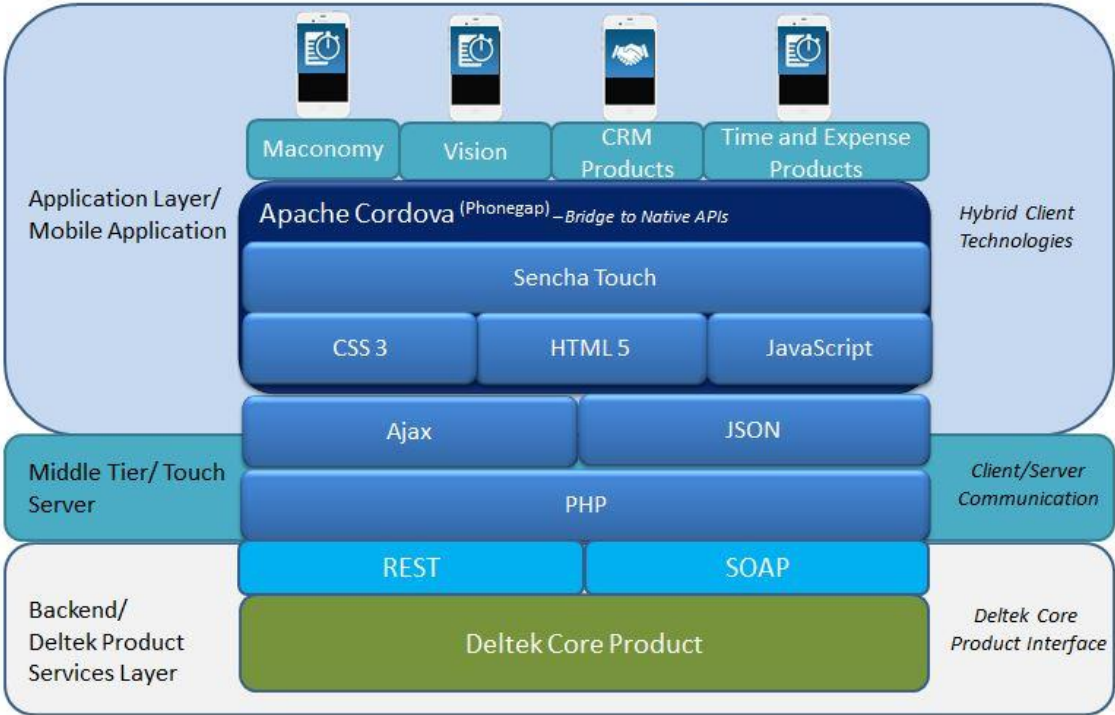 Maconomy
Vision
CRM
Products
Time and Expense
Products
Application Layer/
Mobile Application
Apache Cordova (Phonegap) – Bridge to Native APIs
Hybrid Client
Technologies
Sencha Touch
CSS 3
HTML 5
JavaScript
Ajax
JSON
Middle Tier/ Touch
Server
PHP
Client/Server
Communication
REST
SOAP
Backend/
Deltek Product
Services Layer
Deltek Core Product
Deltek Core
Product Interface